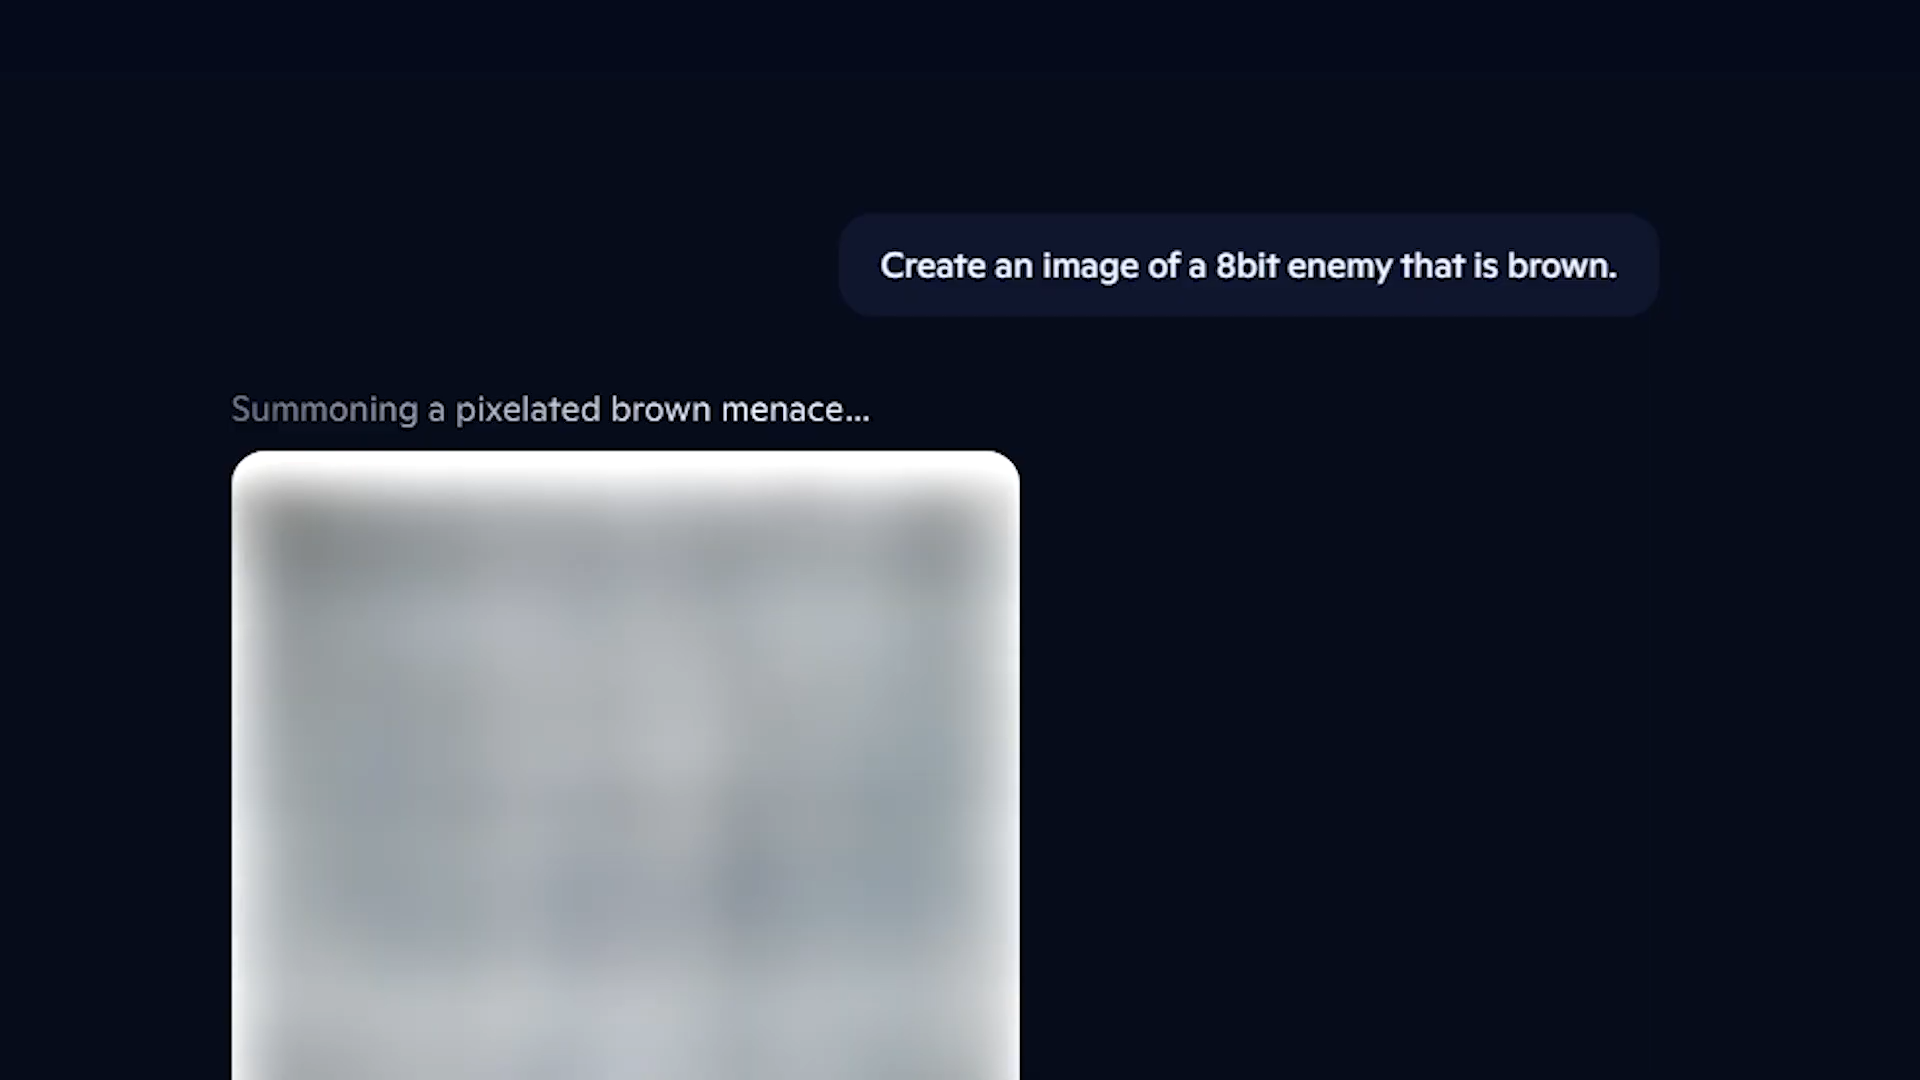 Create an image of a 8bit enemy that is brown.
Summoning a pixelated brown menace...